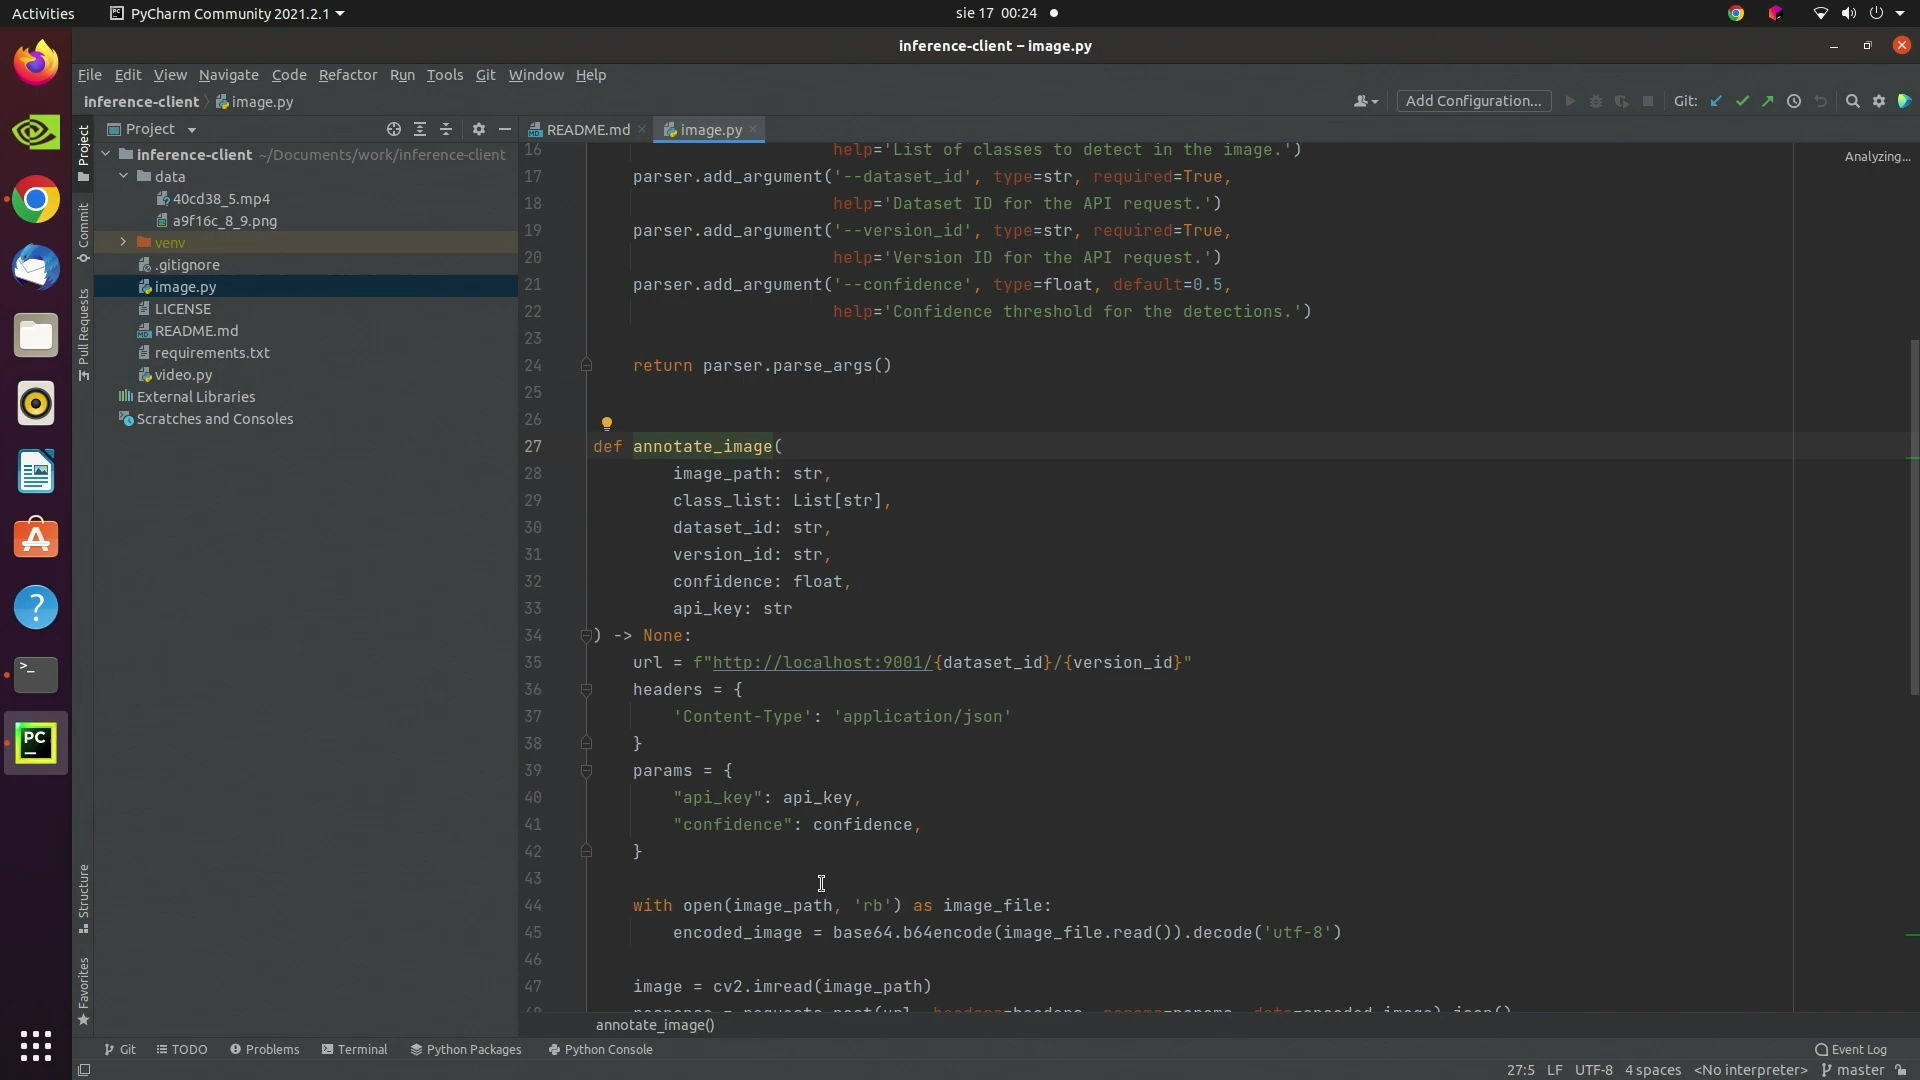 Activities PyCharm Community 2021.2.1 sie 17 00:24
inference-client – image.py
File Edit View Navigate Code Refactor Run Tools Git Window Help
inference-client image.py Add Configuration... Git:
Project
README.md image.py
Analyzing...
Project
Commit
Pull Requests
Structure
Favorites
inference-client ~/Documents/work/inference-client
data
40cd38_5.mp4
a9f16c_8_9.png
venv
.gitignore
image.py
LICENSE
README.md
requirements.txt
video.py
External Libraries
Scratches and Consoles
16 help='List of classes to detect in the image.')
17 parser.add_argument('--dataset_id', type=str, required=True,
18 help='Dataset ID for the API request.')
19 parser.add_argument('--version_id', type=str, required=True,
20 help='Version ID for the API request.')
21 parser.add_argument('--confidence', type=float, default=0.5,
22 help='Confidence threshold for the detections.')
23
24 return parser.parse_args()
25
26
27 def annotate_image(
28 image_path: str,
29 class_list: List[str],
30 dataset_id: str,
31 version_id: str,
32 confidence: float,
33 api_key: str
34 ) -> None:
35 url = f"http://localhost:9001/{dataset_id}/{version_id}"
36 headers = {
37 'Content-Type': 'application/json'
38 }
39 params = {
40 "api_key": api_key,
41 "confidence": confidence,
42 }
43
44 with open(image_path, 'rb') as image_file:
45 encoded_image = base64.b64encode(image_file.read()).decode('utf-8')
46
47 image = cv2.imread(image_path)
annotate_image()
Git TODO Problems Terminal Python Packages Python Console Event Log
27:5 LF UTF-8 4 spaces <No interpreter> master